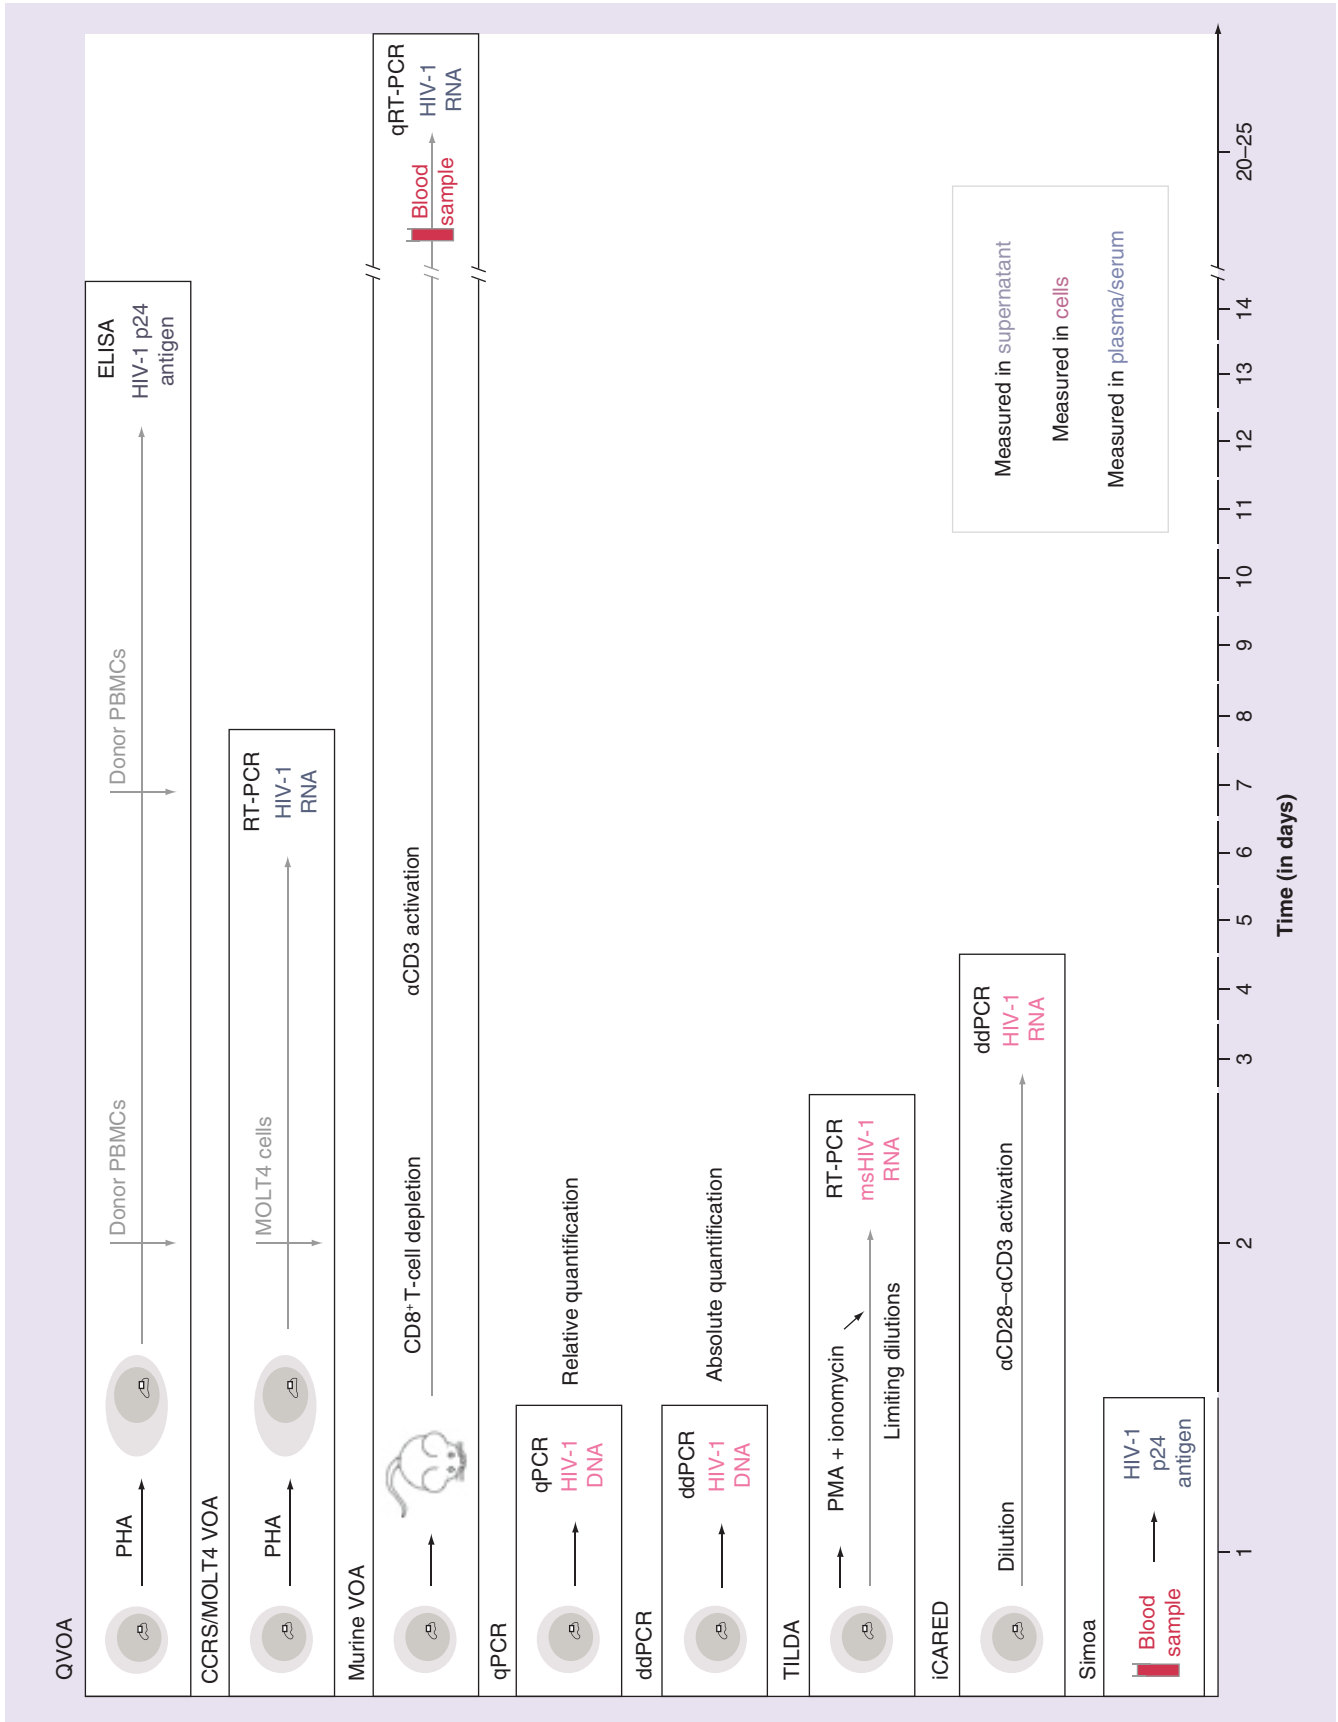 QVOA
PHA
Donor PBMCs
Donor PBMCs
ELISA
HIV-1 p24
antigen
CCRS/MOLT4 VOA
PHA
MOLT4 cells
RT-PCR
HIV-1
RNA
Murine VOA
CD8+ T-cell depletion
αCD3 activation
Blood
sample
qRT-PCR
HIV-1
RNA
qPCR
qPCR
HIV-1
DNA
Relative quantification
ddPCR
ddPCR
HIV-1
DNA
Absolute quantification
TILDA
PMA + ionomycin
Limiting dilutions
RT-PCR
msHIV-1
RNA
iCARED
Dilution
αCD28–αCD3 activation
ddPCR
HIV-1
RNA
Measured in supernatant
Measured in cells
Measured in plasma/serum
Simoa
Blood
sample
HIV-1
p24
antigen
1
2
3
4
5
6
7
8
9
10
11
12
13
14
20–25
Time (in days)